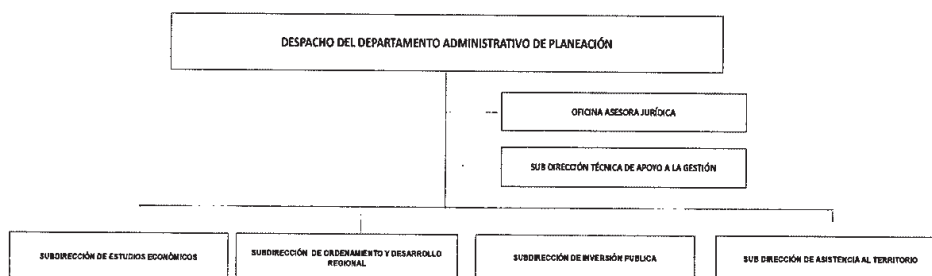 DESPACHO DEL DEPARTAMENTO ADMINISTRATIVO DE PLANEACIÓN
OFICINA ASESORA JURÍDICA
SUB DIRECCIÓN TÉCNICA DE APOYO A LA GESTIÓN
SUBDIRECCIÓN DE ESTUDIOS ECONÓMICOS
SUBDIRECCIÓN DE ORDENAMIENTO Y DESARROLLO
REGIONAL
SUBDIRECCIÓN DE INVERSIÓN PUBLICA
SUB DIRECCIÓN DE ASISTENCIA AL TERRITORIO